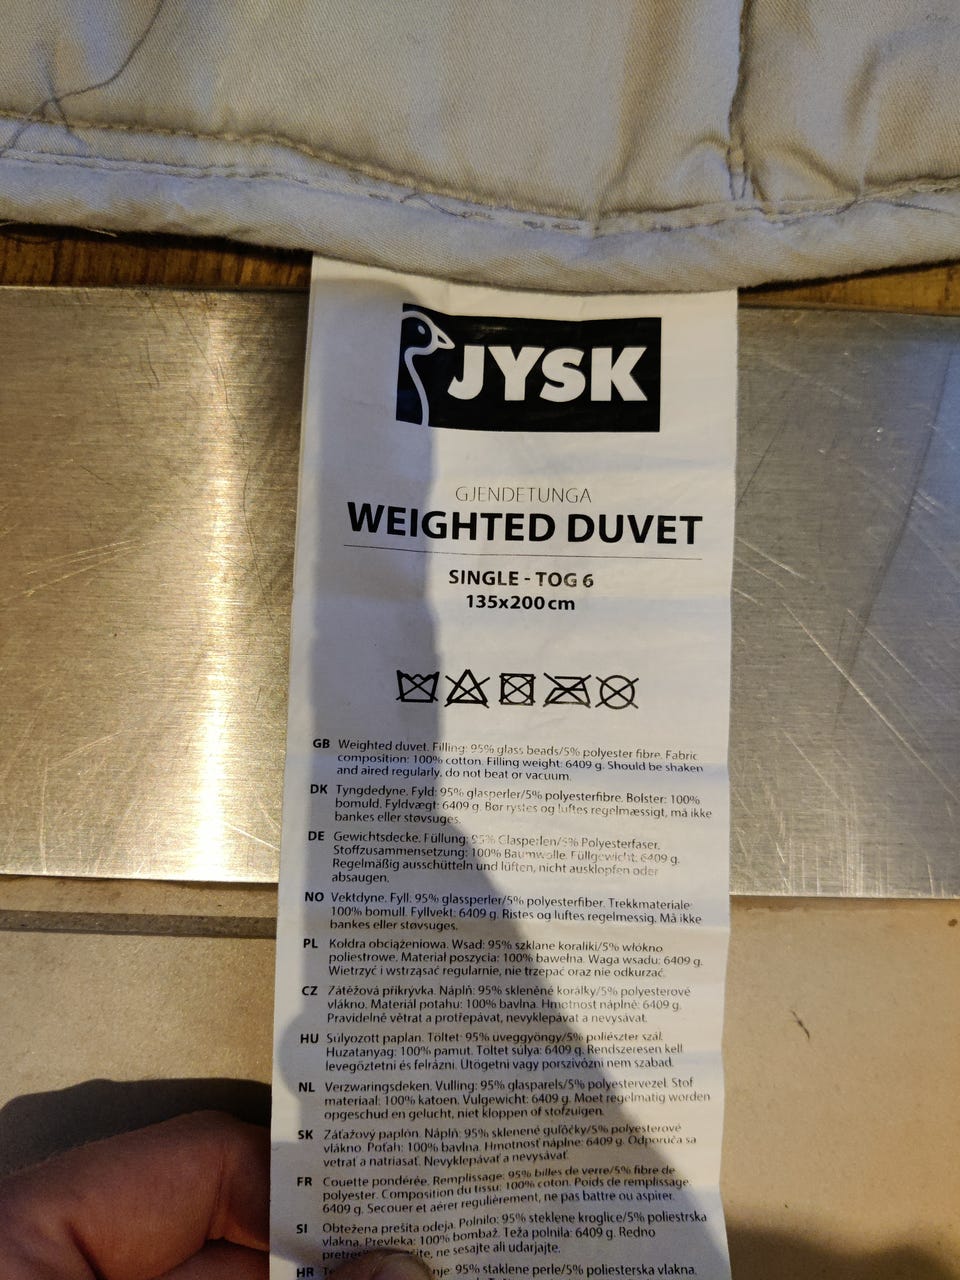 JYSK
GJENDETUNGA
WEIGHTED DUVET
SINGLE - TOG 6
135x200 cm
GB Weighted duvet. Filling: 95% glass beads/5% polyester fibre. Fabric
composition: 100% cotton. Filling weight: 6409 g. Should be shaken
and aired regularly, do not beat or vacuum.
DK Tyngdedyne. Fyld: 95% glasperler/5% polyesterfibre. Bolster: 100%
bomuld. Fyldvægt: 6409 g. Bør rystes og luftes regelmæssigt, må ikke
bankes eller støvsuges.
DE Gewichtsdecke. Füllung: 95% Glasperlen/5% Polyesterfaser.
Stoffzusammensetzung: 100% Baumwolle. Füllgewicht: 6409 g.
Regelmäßig ausschütteln und lüften, nicht ausklopfen oder
absaugen.
NO Vektdyne. Fyll: 95% glassperler/5% polyesterfiber. Trekkmateriale:
100% bomull. Fyllvekt: 6409 g. Ristes og luftes regelmessig. Må ikke
bankes eller støvsuges.
PL Kołdra obciążeniowa. Wsad: 95% szklane koraliki/5% włókno
poliestrowe. Materiał poszycia: 100% bawełna. Waga wsadu: 6409 g.
Wietrzyć i wstrząsać regularnie, nie trzepać oraz nie odkurzać.
CZ Zátěžová přikrývka. Náplň: 95% skleněné korálky/5% polyesterové
vlákno. Materiál potahu: 100% bavlna. Hmotnost náplně: 6409 g.
Pravidelně větrat a protřepávat, nevyklepávat a nevysávat.
HU Súlyozott paplan. Töltet: 95% üveggyöngy/5% poliészter szál.
Huzatanyag: 100% pamut. Töltet súlya: 6409 g. Rendszeresen kell
levegőztetni és felrázni. Ütögetni vagy porszívózni nem szabad.
NL Verzwaringsdeken. Vulling: 95% glasparels/5% polyestervezel. Stof
materiaal: 100% katoen. Vulgewicht: 6409 g. Moet regelmatig worden
opgeschud en gelucht, niet kloppen of stofzuigen.
SK Záťažový paplón. Náplň: 95% sklenené guľôčky/5% polyesterové
vlákno. Poťah: 100% bavlna. Hmotnosť náplne: 6409 g. Odporúča sa
vetrať a natriasať. Nevyklepávať a nevysávať.
FR Couette pondérée. Remplissage: 95% billes de verre/5% fibre de
polyester. Composition du tissu: 100% coton. Poids de remplissage:
6409 g. Secouer et aérer regulièrement, ne pas battre ou aspirer.
SI Obtežena prešita odeja. Polnilo: 95% steklene kroglice/5% poliestrska
vlakna. Prevleka: 100% bombaž. Teža polnila: 6409 g. Redno
ne sesajte ali udarjajte.
HR 95% staklene perle/5% poliesterska vlakna.